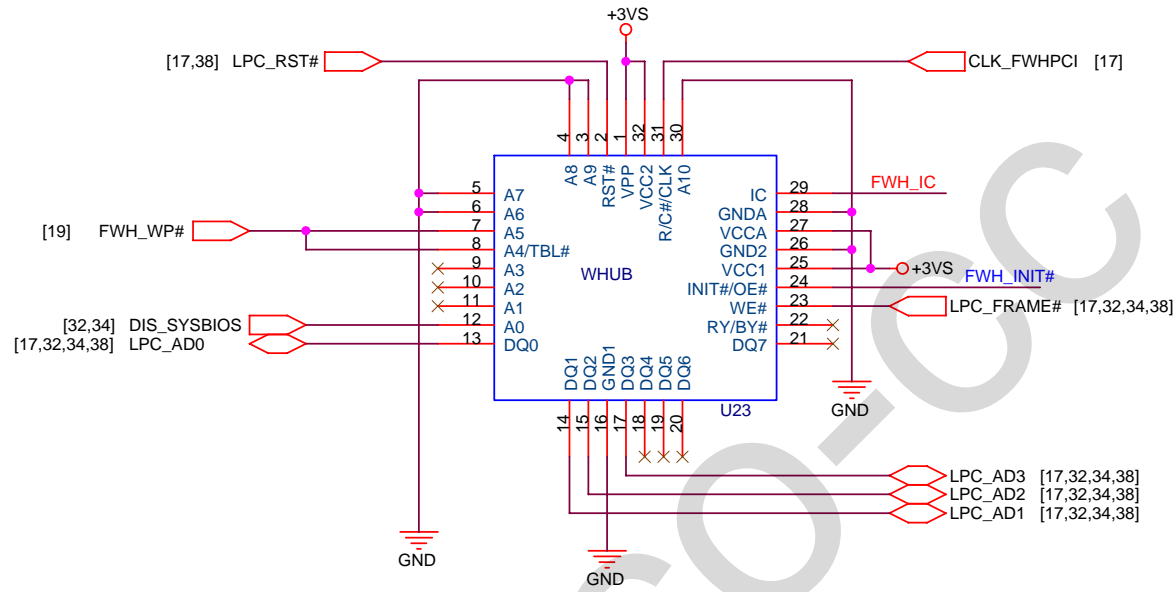 +3VS
[17,38] LPC_RST#
CLK_FWHPCI [17]
4 3 2 1 32 31 30
A8 A9 RST# VPP VCC2 R/C#/CLK A10
5 A7 IC 29 FWH_IC
6 A6 GNDA 28
[19] FWH_WP# 7 A5 VCCA 27
8 A4/TBL# GND2 26
9 A3 WHUB VCC1 25 +3VS
10 A2 INIT#/OE# 24 FWH_INIT#
11 A1 WE# 23 LPC_FRAME# [17,32,34,38]
[32,34] DIS_SYSBIOS 12 A0 RY/BY# 22
[17,32,34,38] LPC_AD0 13 DQ0 DQ7 21
DQ1 DQ2 GND1 DQ3 DQ4 DQ5 DQ6
U23
GND
14 15 16 17 18 19 20
LPC_AD3 [17,32,34,38]
LPC_AD2 [17,32,34,38]
LPC_AD1 [17,32,34,38]
GND
GND